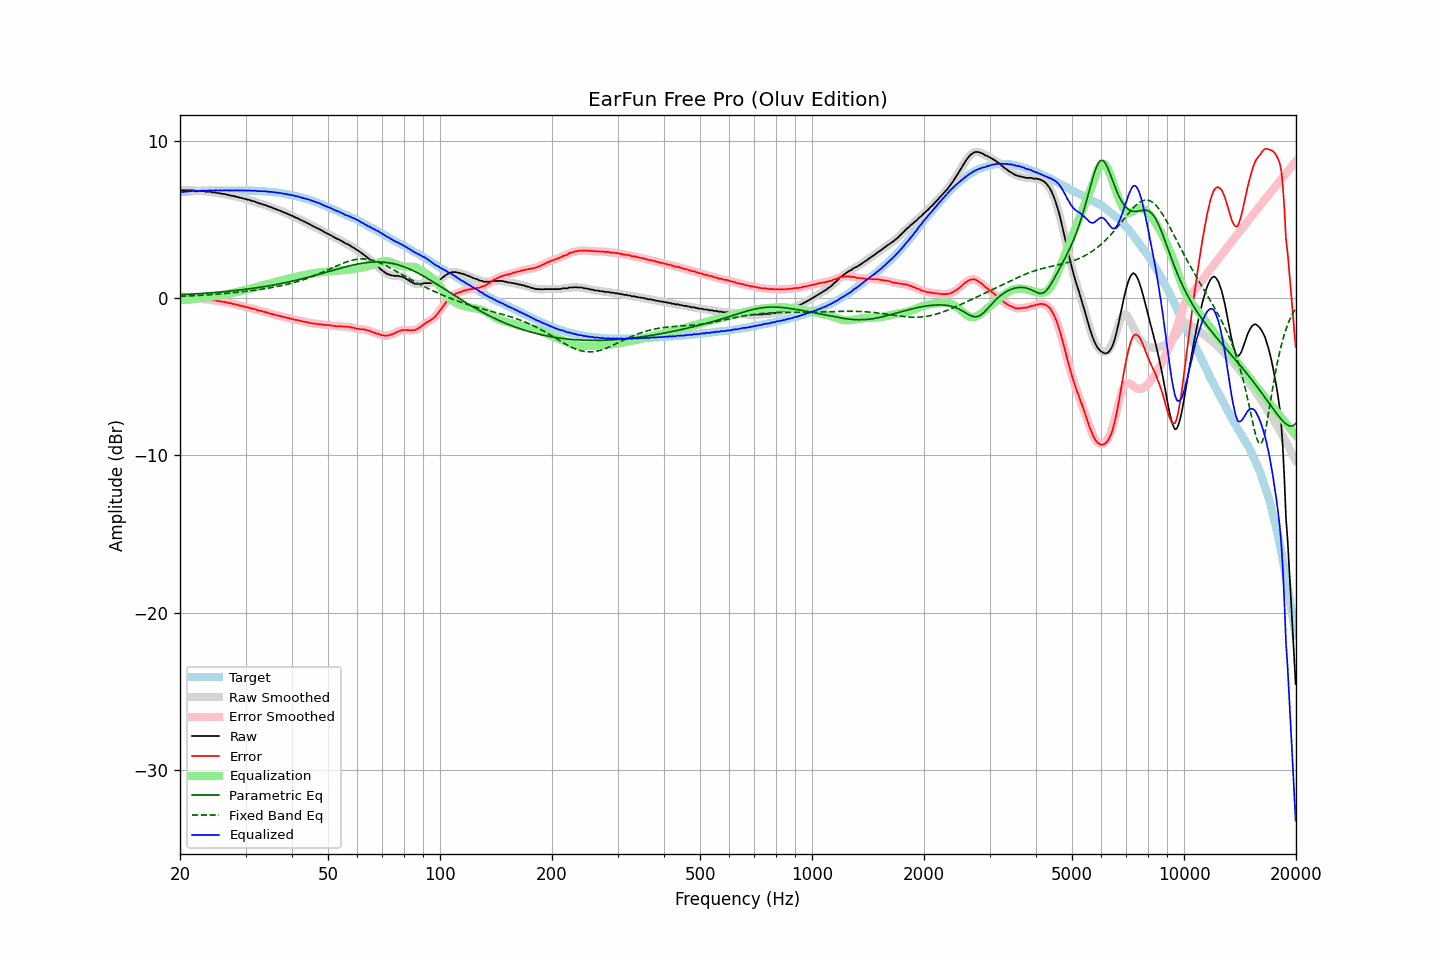 EarFun Free Pro (Oluv Edition)
Amplitude (dBr)
10
0
−10
−20
−30
Target
Raw Smoothed
Error Smoothed
Raw
Error
Equalization
Parametric Eq
Fixed Band Eq
Equalized
20 50 100 200 500 1000 2000 5000 10000 20000
Frequency (Hz)